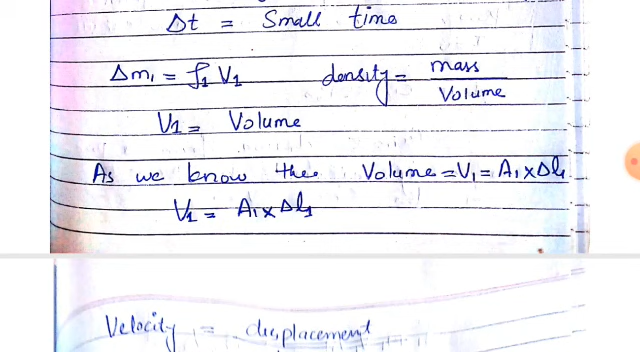 Δt = Small time
Δm₁ = ρ₁ V₁ density = mass
Volume
V₁ = Volume
As we know thee Volume = V₁ = A₁ × Δl₁
V₁ = A₁ × Δl₁
Velocity = displacement